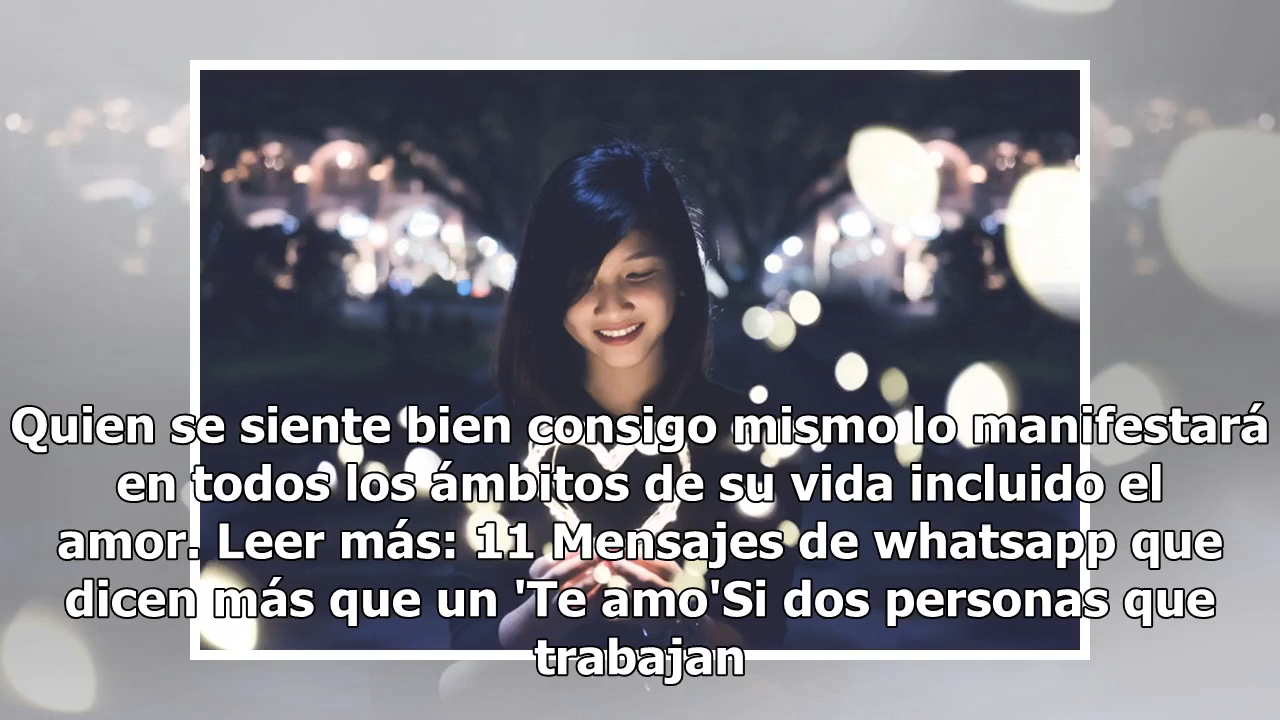 Quien se siente bien consigo mismo lo manifestará
en todos los ámbitos de su vida incluido el
amor. Leer más: 11 Mensajes de whatsapp que
dicen más que un 'Te amo'Si dos personas que
trabajan